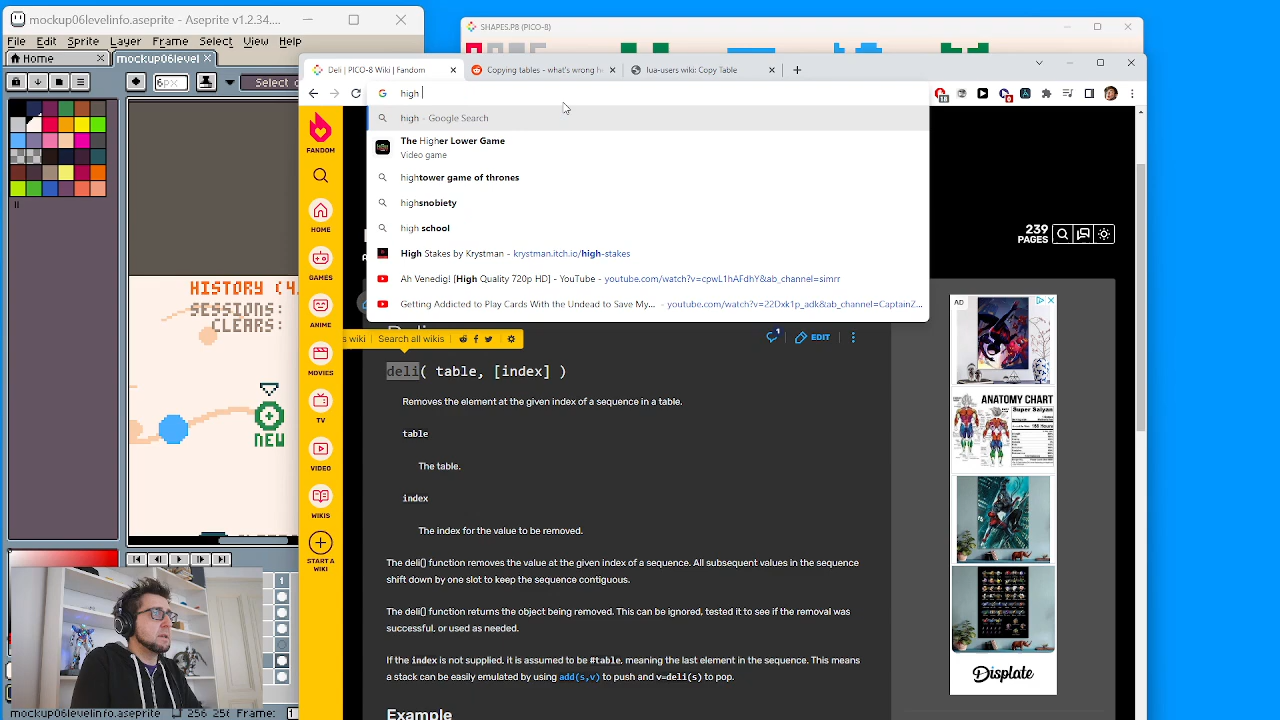 mockup06levelinfo.aseprite - Aseprite v1.2.34....
File Edit Sprite Layer Frame Select View Help
Home
mockup06level
6px
Select c
HISTORY (4.
SESSIONS:
CLEARS:
NEW
mockup06levelinfo.aseprite
256 256
Frame: 1
SHAPES.P8 (PICO-8)
Deli | PICO-8 Wiki | Fandom
Copying tables - what's wrong h
lua-users wiki: Copy Table
high
18
9
high - Google Search
The Higher Lower Game
Video game
hightower game of thrones
highsnobiety
high school
High Stakes by Krystman - krystman.itch.io/high-stakes
Ah Venedig! [High Quality 720p HD] - YouTube - youtube.com/watch?v=cpwL1hAFdhY&ab_channel=simrr
Getting Addicted to Play Cards With the Undead to Save My... - youtube.com/watch?v=22Dxk1p_adk&ab_channel=CaptainZ...
FANDOM
HOME
GAMES
ANIME
MOVIES
TV
VIDEO
WIKIS
START A
WIKI
239
PAGES
s wiki
Search all wikis
1
EDIT
deli( table, [index] )
Removes the element at the given index of a sequence in a table.
table
The table.
index
The index for the value to be removed.
The deli() function removes the value at the given index of a sequence. All subsequent values in the sequence
shift down by one slot to keep the sequence contiguous.
The deli() function returns the object being removed. This can be ignored, tested it to see if the removal was
successful, or used as needed.
If the index is not supplied, it is assumed to be #table, meaning the last element in the sequence. This means
a stack can be easily emulated by using add(s,v) to push and v=deli(s) to pop.
Example
AD
ANATOMY CHART
Super Saiyan
Displate